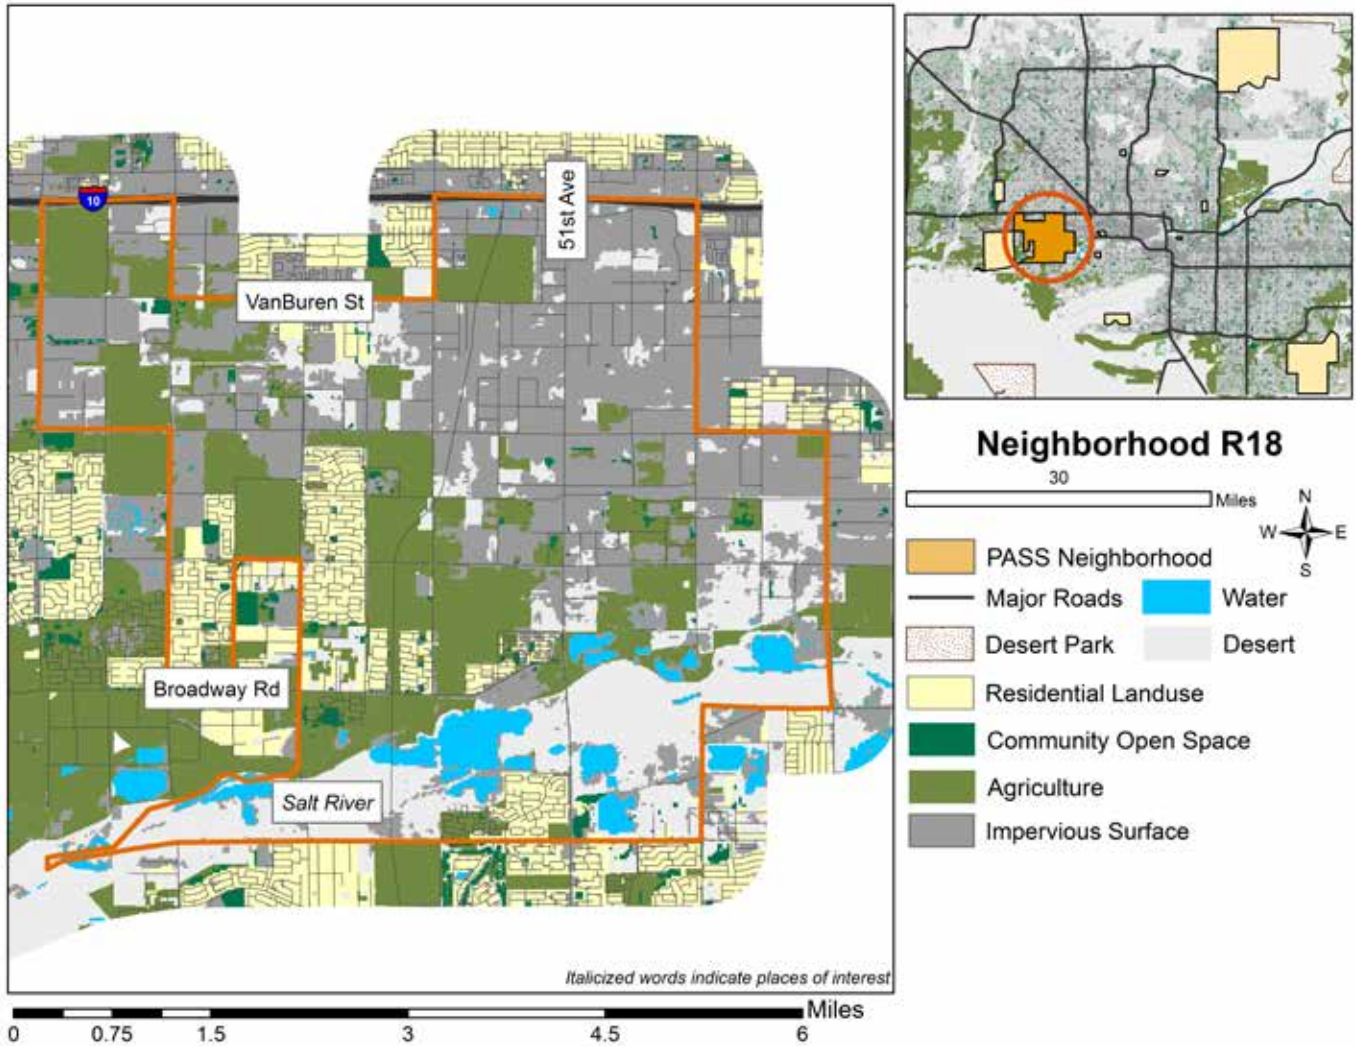 10
51st Ave
VanBuren St
Broadway Rd
Salt River
Italicized words indicate places of interest
Miles
0 0.75 1.5 3 4.5 6
Neighborhood R18
30
Miles
N
W E
S
PASS Neighborhood
Major Roads Water
Desert Park Desert
Residential Landuse
Community Open Space
Agriculture
Impervious Surface